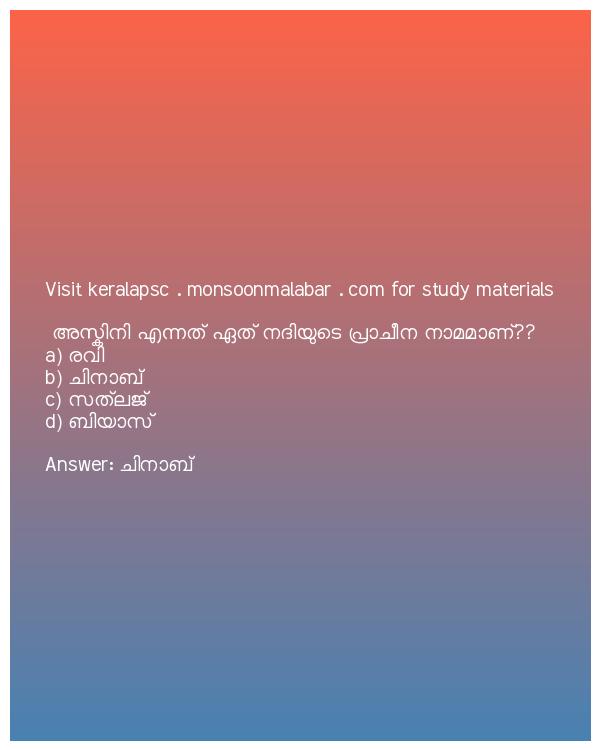 Visit keralapsc . monsoonmalabar . com for study materials
അസ്കിനി എന്നത് ഏത് നദിയുടെ പ്രാചീന നാമമാണ്??
a) രവി
b) ചിനാബ്
c) സത്‌ലജ്
d) ബിയാസ്
Answer: ചിനാബ്